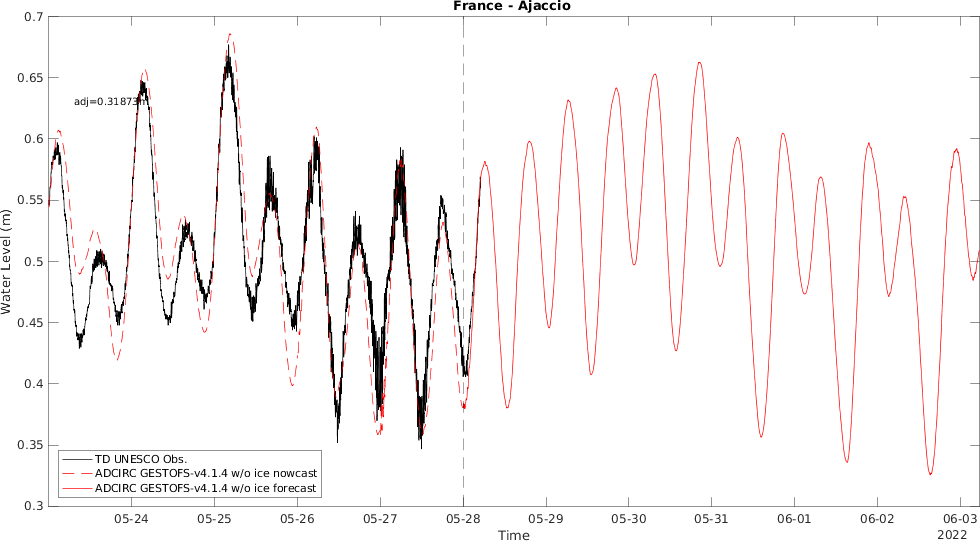 France - Ajaccio
0.7
0.65
0.6
0.55
0.5
0.45
0.4
0.35
0.3
Water Level (m)
adj=0.31873m
TD UNESCO Obs.
ADCIRC GESTOFS-v4.1.4 w/o ice nowcast
ADCIRC GESTOFS-v4.1.4 w/o ice forecast
05-24 05-25 05-26 05-27 05-28 05-29 05-30 05-31 06-01 06-02 06-03
Time
2022